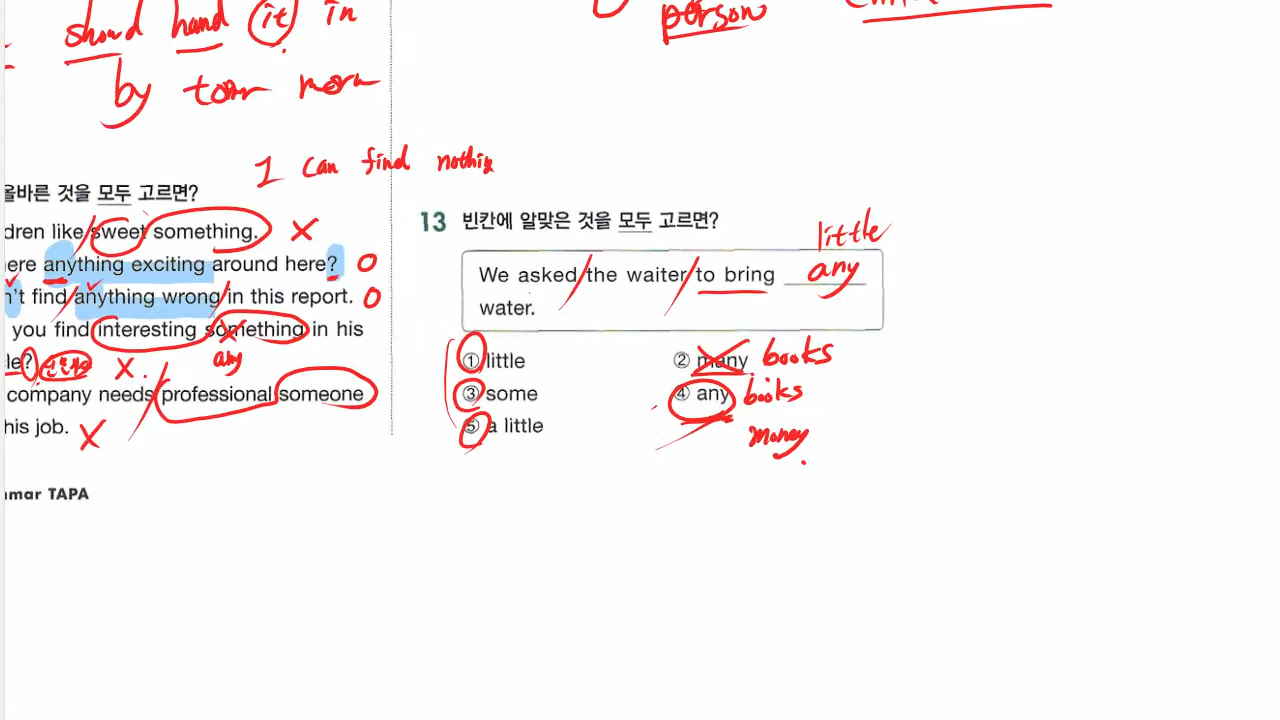 should hand it in
by
person
I can find nothing
올바른 것을 모두 고르면?
dren like sweet something. X
ere anything exciting around here? O
n't find anything wrong in this report. O
you find interesting something in his
any
le? X.
company needs professional someone
his job. X
mmar TAPA
13 빈칸에 알맞은 것을 모두 고르면?
little
any
We asked the waiter to bring ________
water.
① little ② many books
③ some ④ any books
⑤ a little money